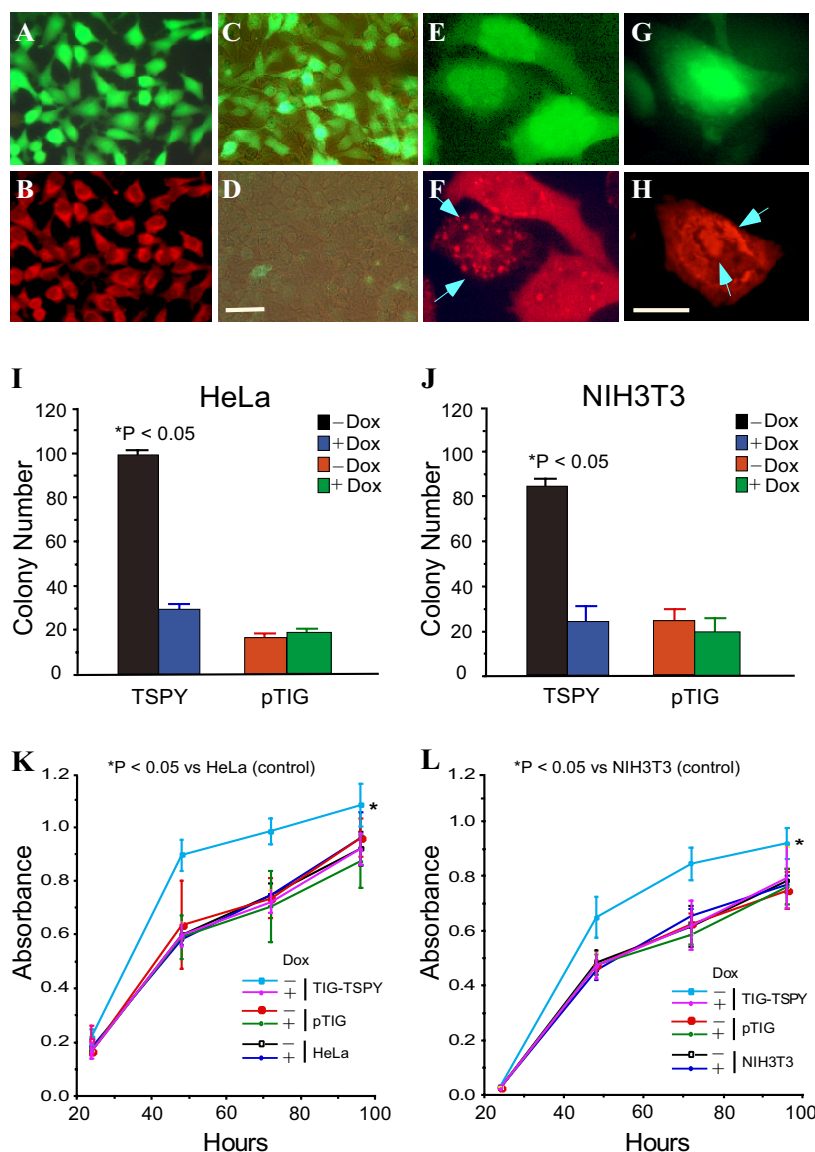 A
C
E
G
B
D
F
H
I
HeLa
120
100
80
60
40
20
0
Colony Number
*P < 0.05
– Dox
+ Dox
– Dox
+ Dox
TSPY
pTIG
J
NIH3T3
120
100
80
60
40
20
0
Colony Number
*P < 0.05
– Dox
+ Dox
– Dox
+ Dox
TSPY
pTIG
K
*P < 0.05 vs HeLa (control)
1.2
1.0
0.8
0.6
0.4
0.2
0.0
Absorbance
*
Dox
–
+
TIG-TSPY
–
+
pTIG
–
+
HeLa
20
40
60
80
100
Hours
L
*P < 0.05 vs NIH3T3 (control)
1.2
1.0
0.8
0.6
0.4
0.2
0.0
Absorbance
*
Dox
–
+
TIG-TSPY
–
+
pTIG
–
+
NIH3T3
20
40
60
80
100
Hours